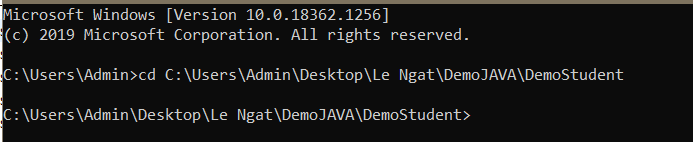 Microsoft Windows [Version 10.0.18362.1256]
(c) 2019 Microsoft Corporation. All rights reserved.
C:\Users\Admin>cd C:\Users\Admin\Desktop\Le Ngat\DemoJAVA\DemoStudent
C:\Users\Admin\Desktop\Le Ngat\DemoJAVA\DemoStudent>